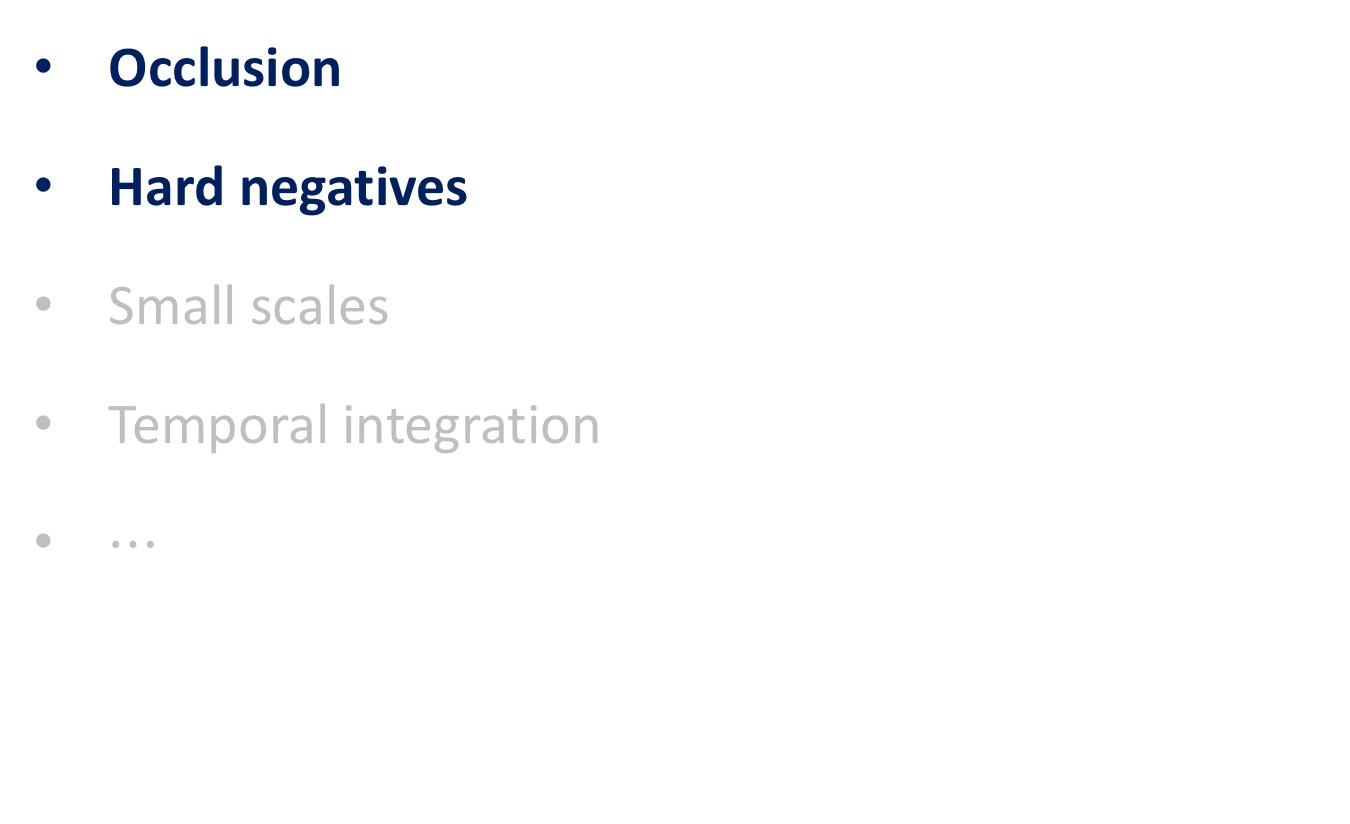 • Occlusion
• Hard negatives
• Small scales
• Temporal integration
• …